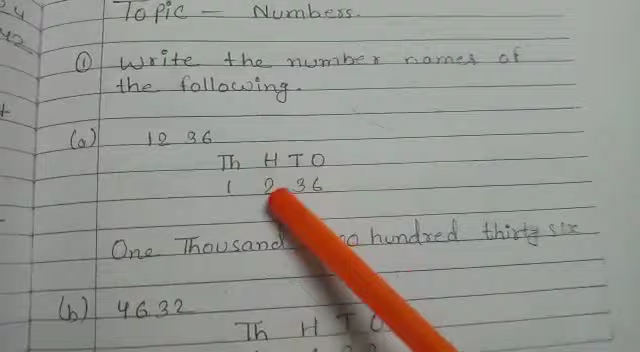 Topic - Numbers.
① Write the number names of
the following.
(a) 1236
Th H T O
1 2 3 6
One Thousand hundred thirty six
(b) 4632
Th H T O